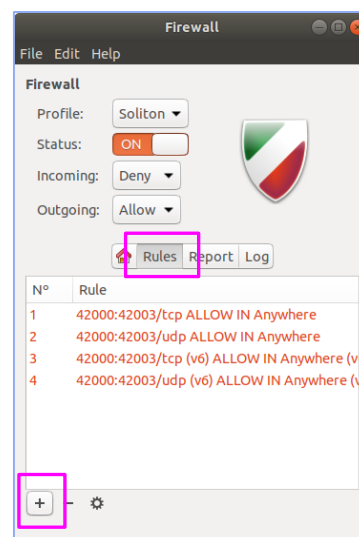 Firewall
File Edit Help
Firewall
Profile: Soliton
Status: ON
Incoming: Deny
Outgoing: Allow
Rules Report Log
Nº Rule
1 42000:42003/tcp ALLOW IN Anywhere
2 42000:42003/udp ALLOW IN Anywhere
3 42000:42003/tcp (v6) ALLOW IN Anywhere (v
4 42000:42003/udp (v6) ALLOW IN Anywhere (v
+ -